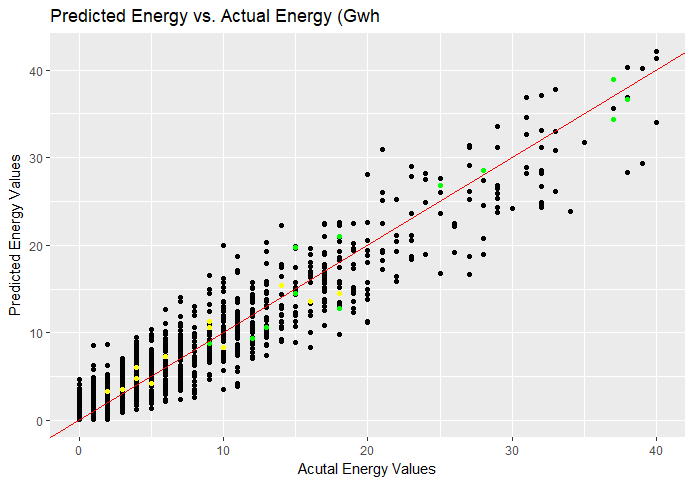 Predicted Energy vs. Actual Energy (Gwh
Predicted Energy Values
40
30
20
10
0
0 10 20 30 40
Acutal Energy Values